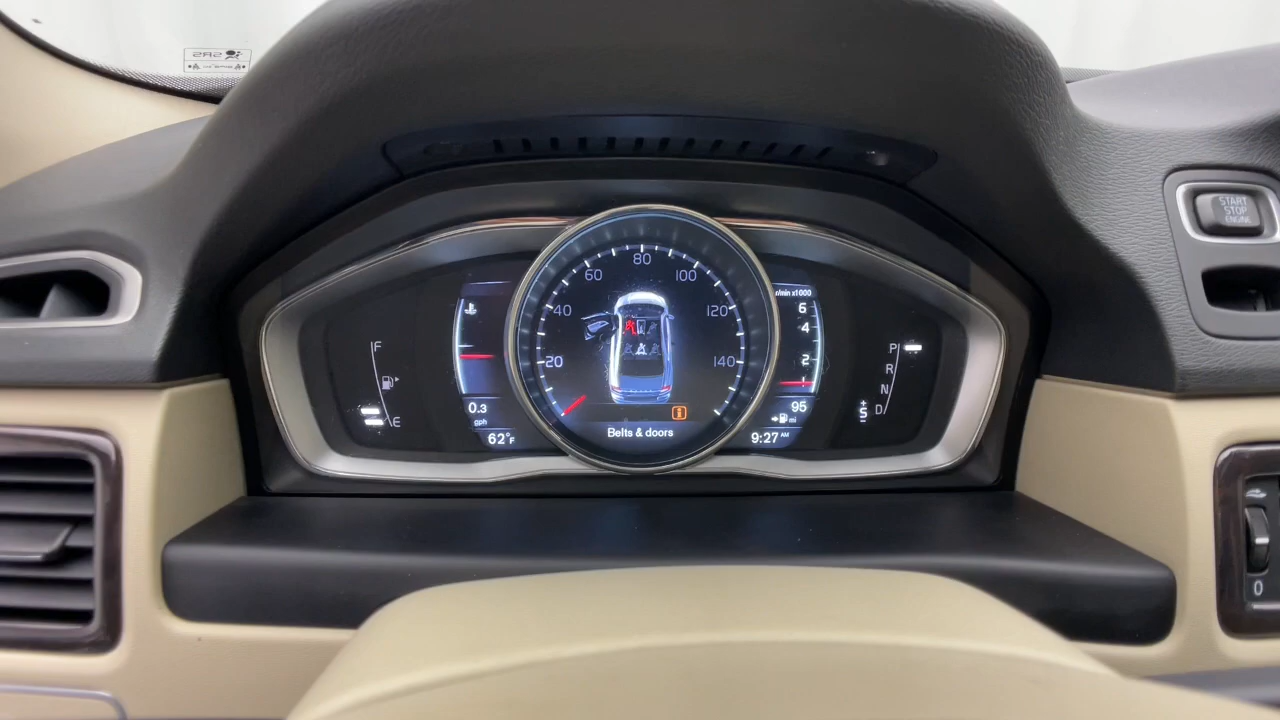 SRS
START
STOP
ENGINE
20
40
60
80
100
120
140
F
E
0.3
gph
62°F
Belts & doors
r/min x1000
6
4
2
95
mi
9:27 AM
P
R
N
D
+S-
0